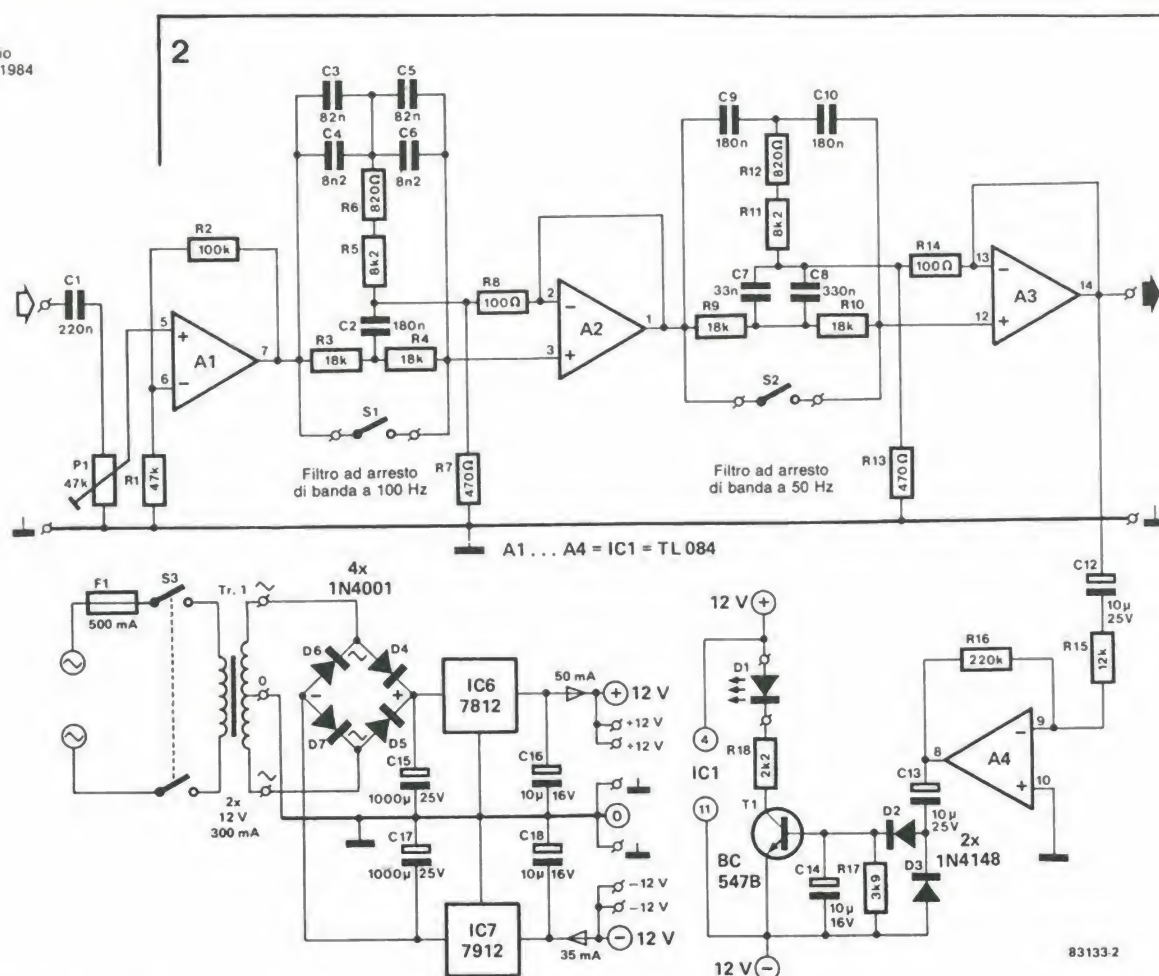 io
1984
2
C3
82n
C5
82n
C4
8n2
C6
8n2
R6
820Ω
R5
8k2
C9
180n
C10
180n
R12
820Ω
R11
8k2
R2
100k
C1
220n
5
+
6
−
A1
7
P1
47k
R1
47k
C2
180n
R3
18k
R4
18k
S1
R8
100Ω
2
−
3
+
A2
1
C7
33n
C8
330n
R9
18k
R10
18k
S2
R14
100Ω
13
−
12
+
A3
14
Filtro ad arresto
di banda a 100 Hz
R7
470Ω
Filtro ad arresto
di banda a 50 Hz
R13
470Ω
A1 . . . A4 = IC1 = TL084
F1
500 mA
S3
Tr. 1
0
2x
12 V
300 mA
4x
1N4001
D6
D4
D7
D5
−
+
IC6
7812
50 mA
+ 12 V
+12 V
+12 V
C15
1000µ 25V
C16
10µ 16V
0
C17
1000µ 25V
C18
10µ 16V
−12 V
−12 V
IC7
7912
35 mA
− 12 V
12 V +
D1
4
IC1
11
R18
2k2
T1
BC
547B
C14
10µ
16V
R17
3k9
D2
D3
2x
1N4148
C13
10µ
25V
R16
220k
8
A4
9
−
10
+
C12
10µ
25V
R15
12k
12 V −
83133-2